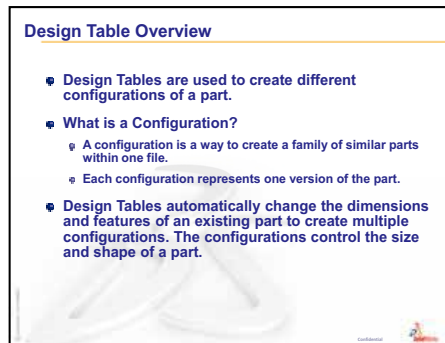 Design Table Overview
Design Tables are used to create different
configurations of a part.
What is a Configuration?
A configuration is a way to create a family of similar parts
within one file.
Each configuration represents one version of the part.
Design Tables automatically change the dimensions
and features of an existing part to create multiple
configurations. The configurations control the size
and shape of a part.
Confidential